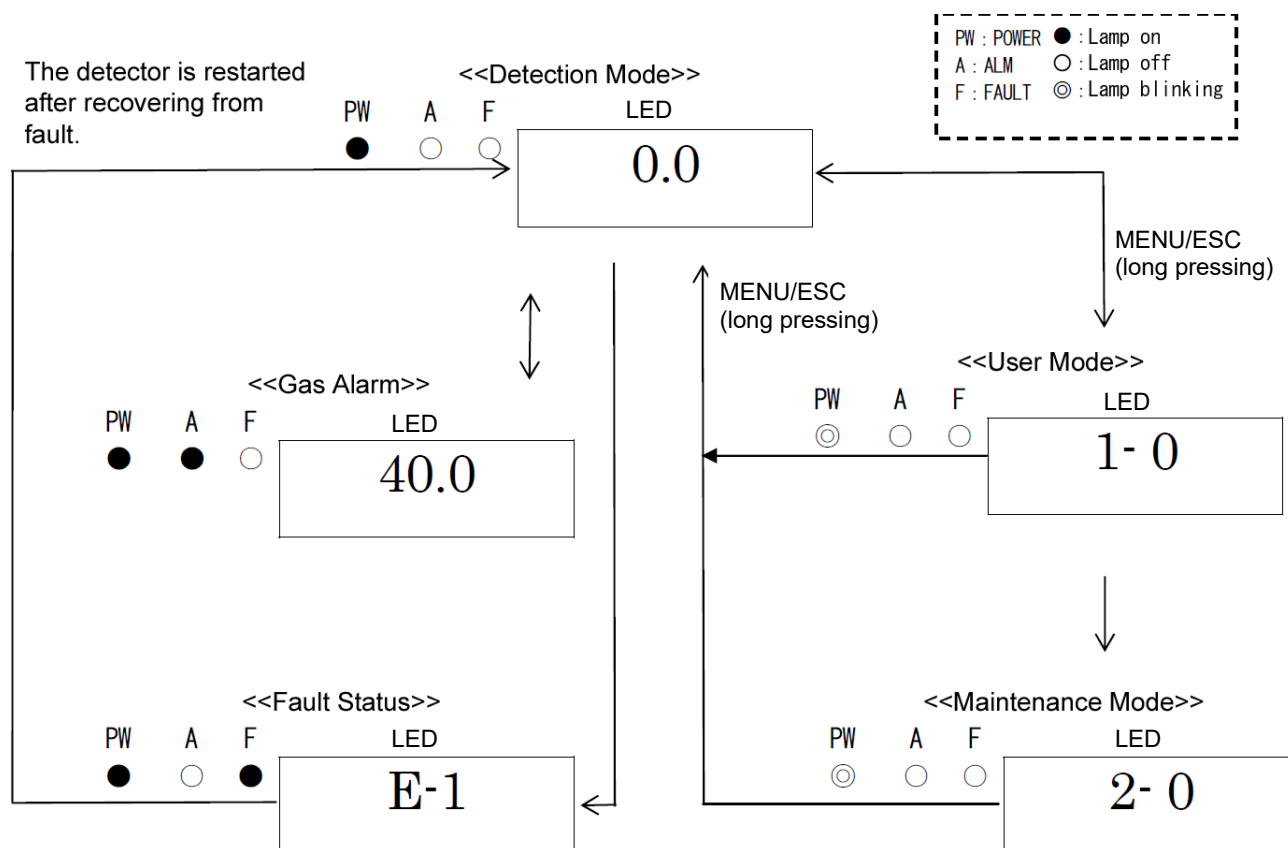 PW : POWER ● : Lamp on
A : ALM ○ : Lamp off
F : FAULT ◎ : Lamp blinking
The detector is restarted
after recovering from
fault.
<<Detection Mode>>
PW A F LED
0.0
MENU/ESC
(long pressing)
MENU/ESC
(long pressing)
<<Gas Alarm>>
PW A F LED
40.0
<<User Mode>>
PW A F LED
1- 0
<<Fault Status>>
PW A F LED
E-1
<<Maintenance Mode>>
PW A F LED
2- 0